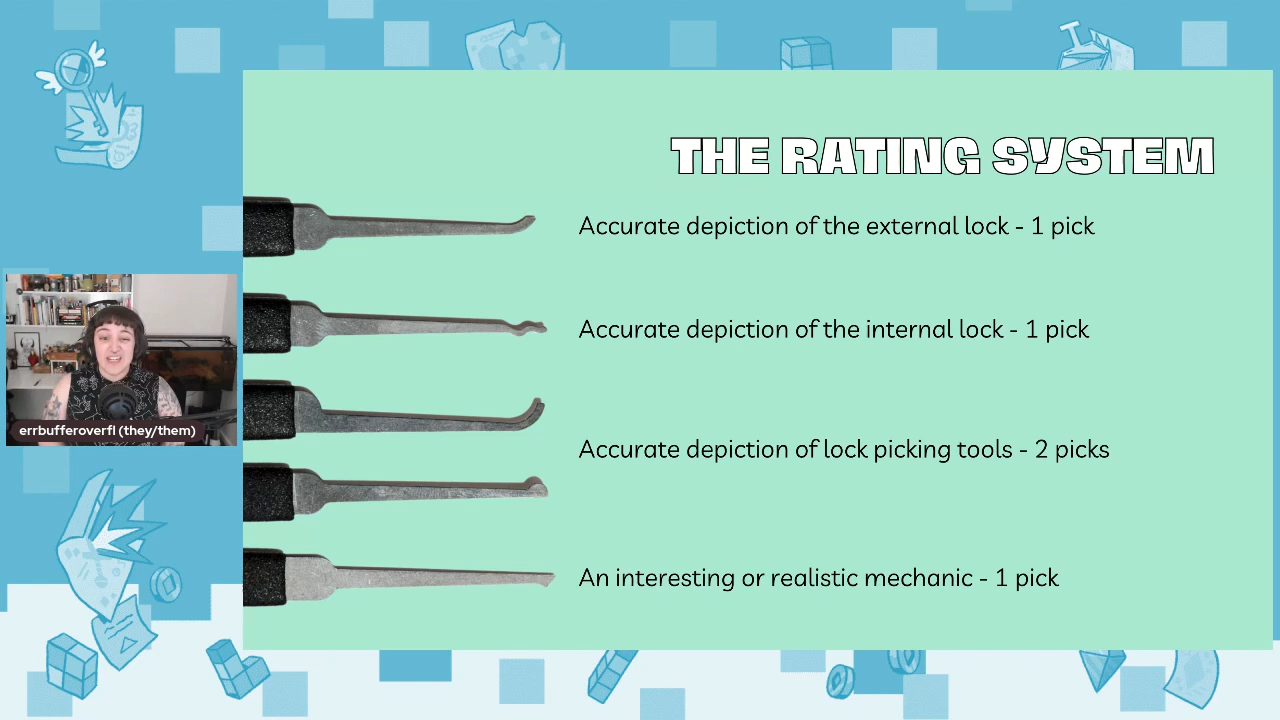 THE RATING SYSTEM
Accurate depiction of the external lock - 1 pick
Accurate depiction of the internal lock - 1 pick
Accurate depiction of lock picking tools - 2 picks
An interesting or realistic mechanic - 1 pick
errbufferoverfl (they/them)